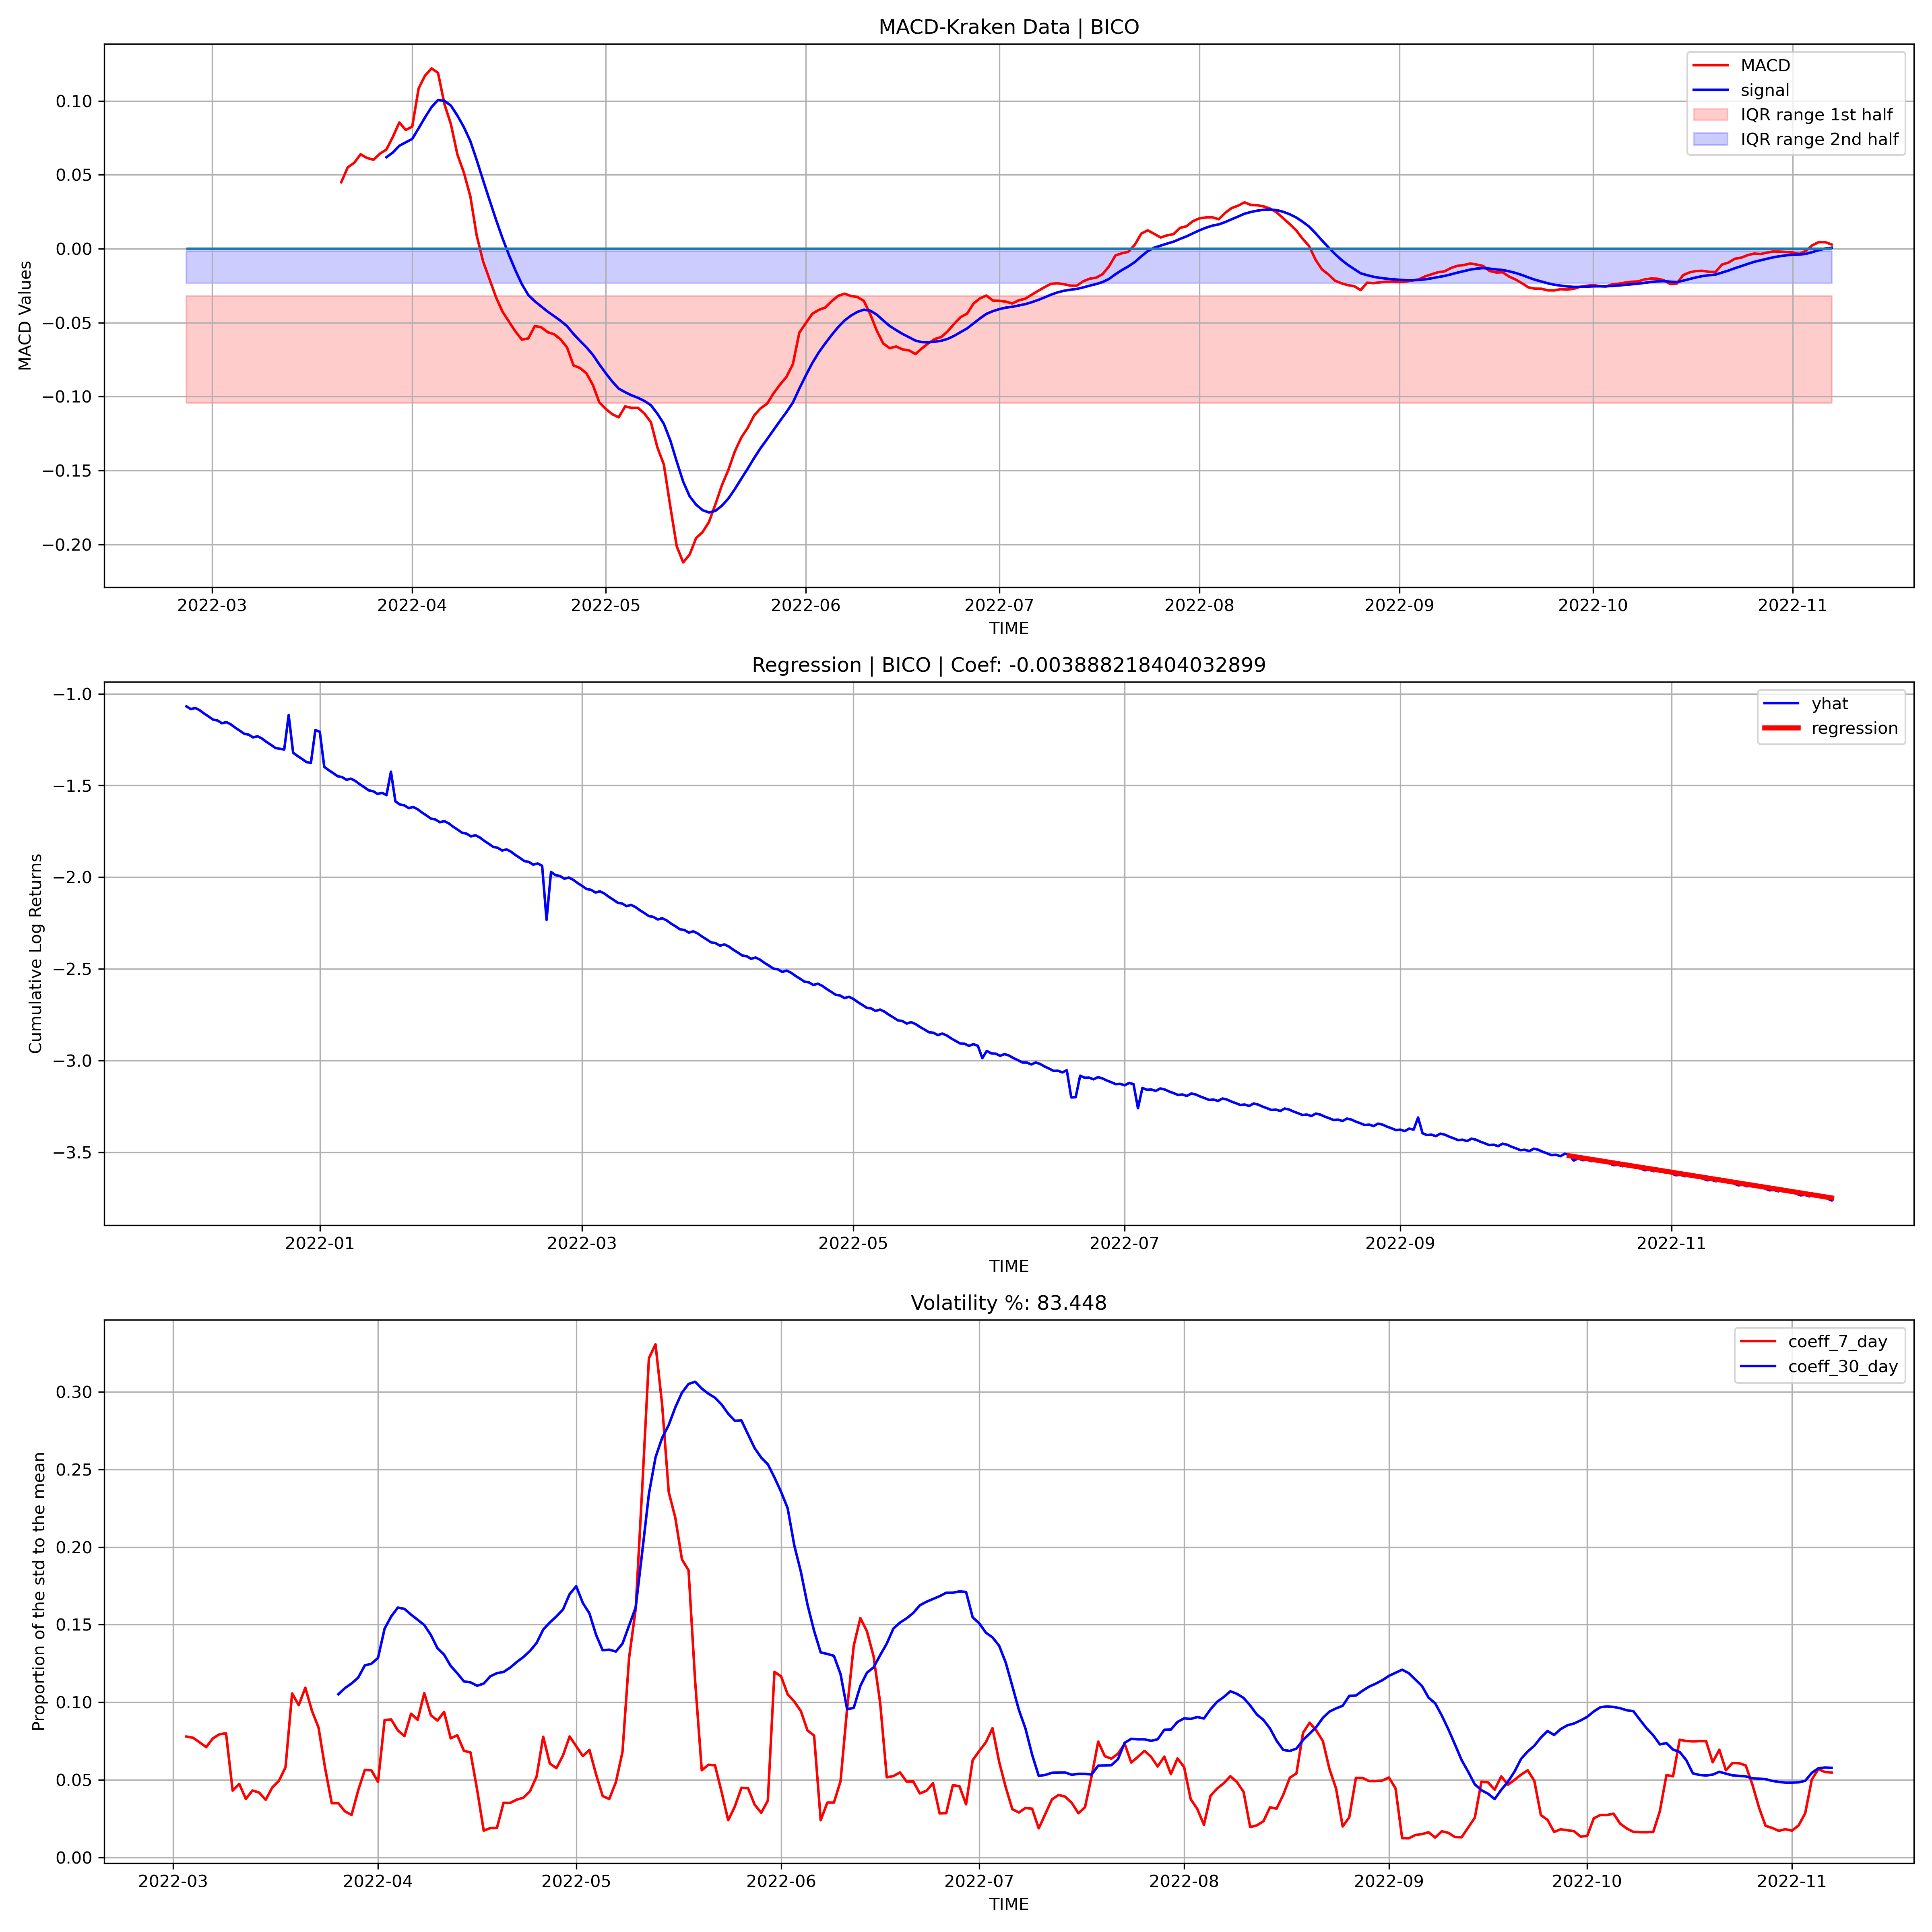 MACD-Kraken Data | BICO
MACD
signal
IQR range 1st half
IQR range 2nd half
MACD Values
0.10
0.05
0.00
−0.05
−0.10
−0.15
−0.20
2022-03 2022-04 2022-05 2022-06 2022-07 2022-08 2022-09 2022-10 2022-11
TIME
Regression | BICO | Coef: -0.003888218404032899
yhat
regression
Cumulative Log Returns
−1.0
−1.5
−2.0
−2.5
−3.0
−3.5
2022-01 2022-03 2022-05 2022-07 2022-09 2022-11
TIME
Volatility %: 83.448
coeff_7_day
coeff_30_day
Proportion of the std to the mean
0.30
0.25
0.20
0.15
0.10
0.05
0.00
2022-03 2022-04 2022-05 2022-06 2022-07 2022-08 2022-09 2022-10 2022-11
TIME